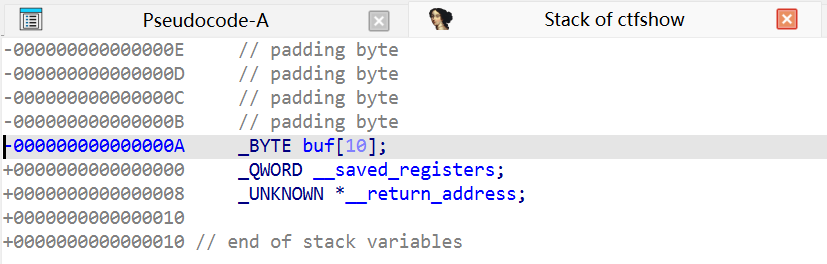 Pseudocode-A Stack of ctfshow
-000000000000000E // padding byte
-000000000000000D // padding byte
-000000000000000C // padding byte
-000000000000000B // padding byte
-000000000000000A _BYTE buf[10];
+0000000000000000 _QWORD __saved_registers;
+0000000000000008 _UNKNOWN *__return_address;
+0000000000000010
+0000000000000010 // end of stack variables